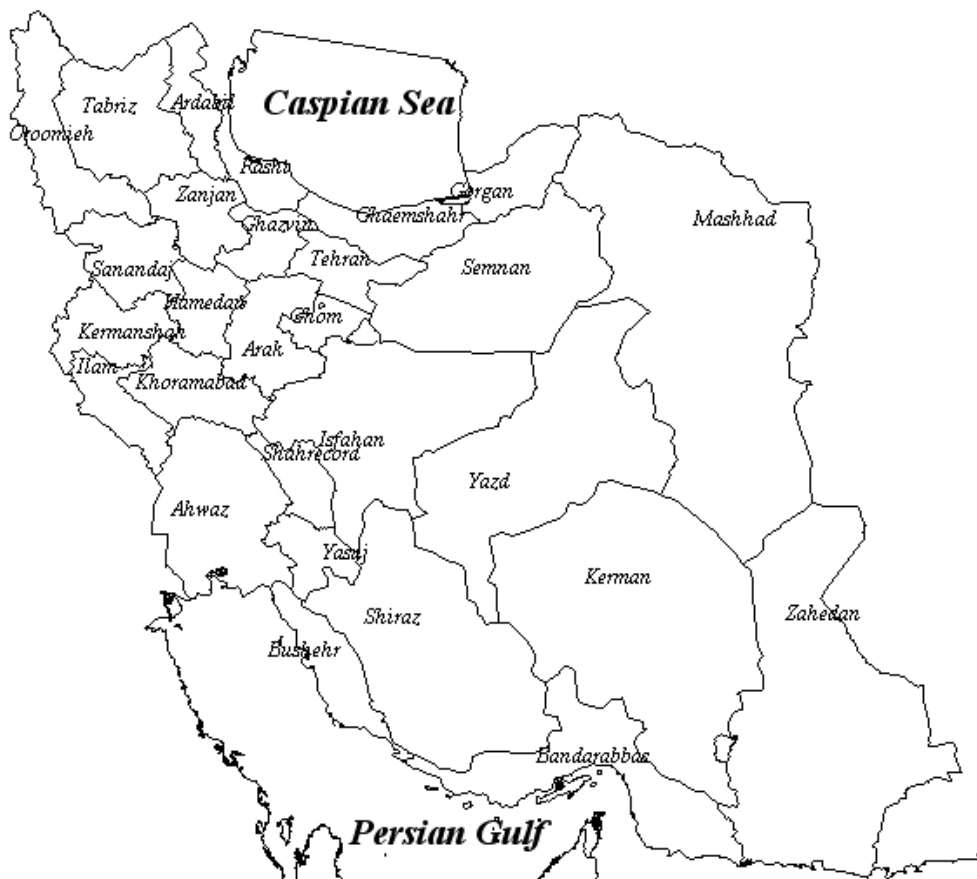 Caspian Sea
Tabriz
Ardabil
Oroomieh
Rasht
Zanjan
Gorgan
Ghaemshahr
Mashhad
Ghazvin
Tehran
Semnan
Sanandaj
Hamedan
Ghom
Kermanshah
Arak
Ilam
Khoramabad
Isfahan
Shahrecord
Yazd
Ahwaz
Yasuj
Kerman
Shiraz
Zahedan
Bushehr
Bandarabbas
Persian Gulf